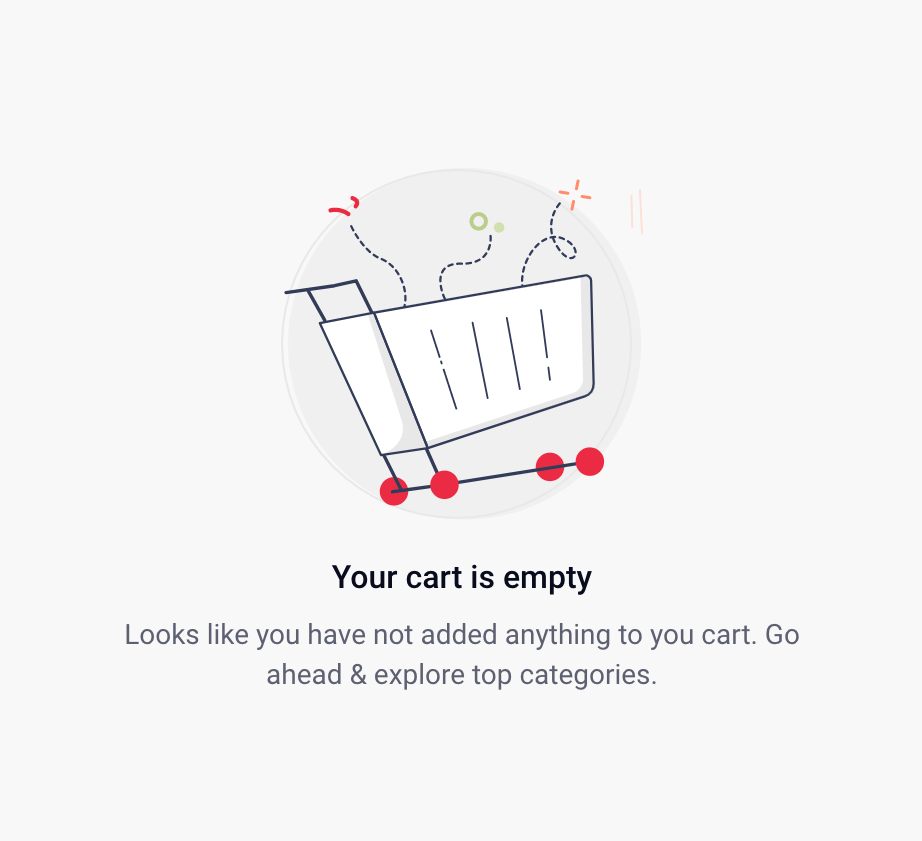 Your cart is empty
Looks like you have not added anything to you cart. Go
ahead & explore top categories.